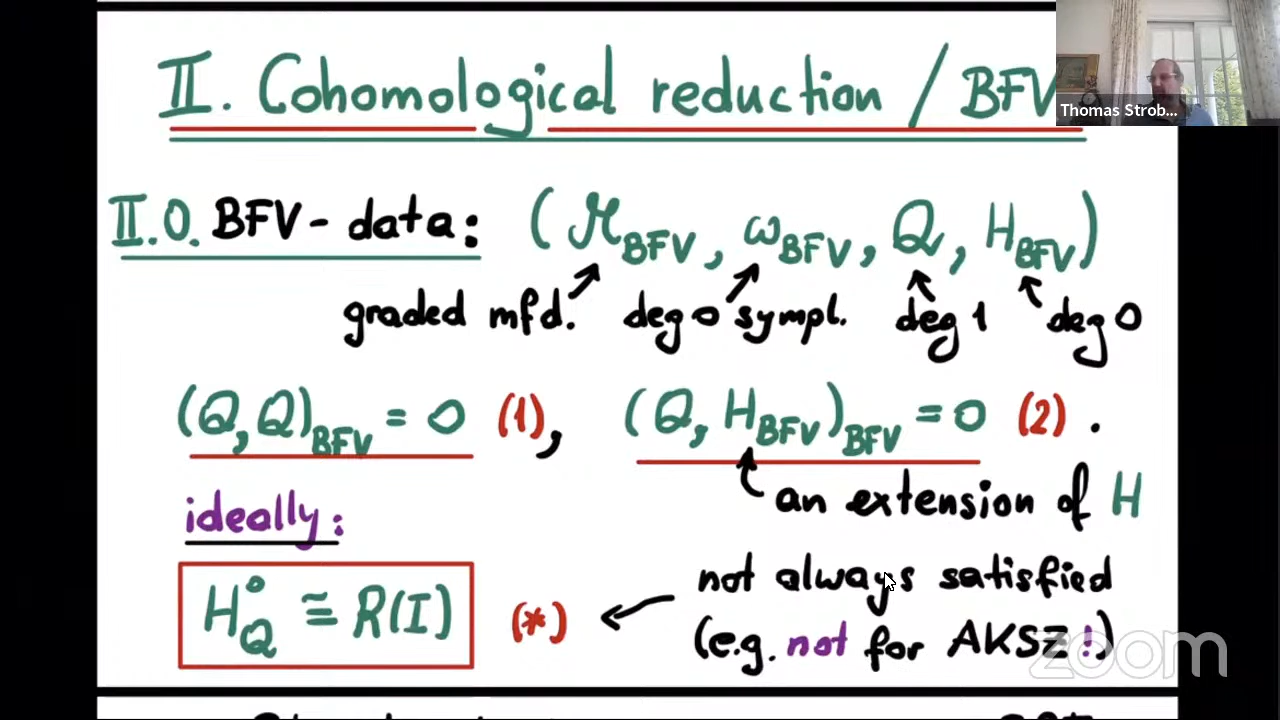 II. Cohomological reduction / BFV
Thomas Strob...
II.0. BFV - data: (M_BFV, ω_BFV, Q, H_BFV)
graded mfd. deg 0 sympl. deg 1 deg 0
(Q, Q)_BFV = 0 (1), (Q, H_BFV)_BFV = 0 (2).
an extension of H
ideally:
H^0_Q ≅ R(I) (*)
not always satisfied
(e.g. not for AKSZ!)
zoom